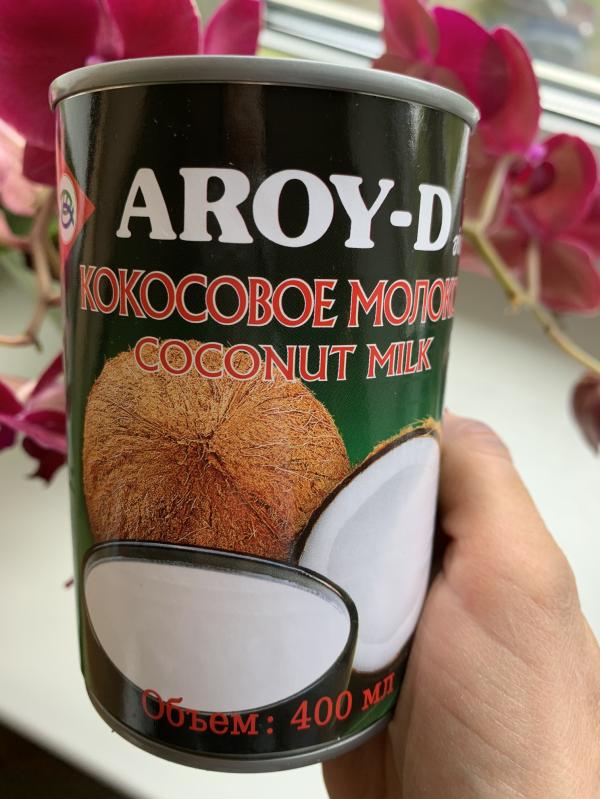 AROY-D
КОКОСОВОЕ МОЛОКО
COCONUT MILK
Объем: 400 мл